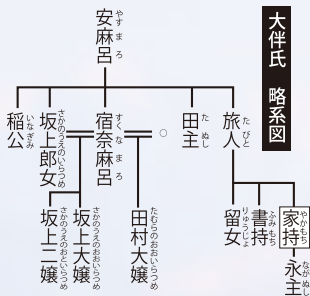 大伴氏 略系図
安麻呂
やすまろ
旅人
たびと
田主
たぬし
○
宿奈麻呂
すくなまろ
坂上郎女
さかのうえのいらつめ
稲公
いなぎみ
家持
やかもち
書持
ふみもち
留女
りゅうじょ
田村大嬢
たむらのおおいらつめ
坂上大嬢
さかのうえのおおいらつめ
坂上二嬢
さかのうえのおといらつめ
永主
ながぬし